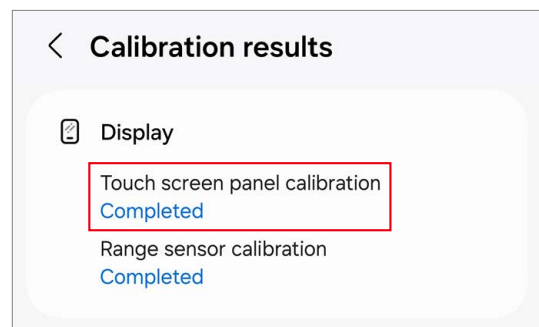 Calibration results
Display
Touch screen panel calibration
Completed
Range sensor calibration
Completed